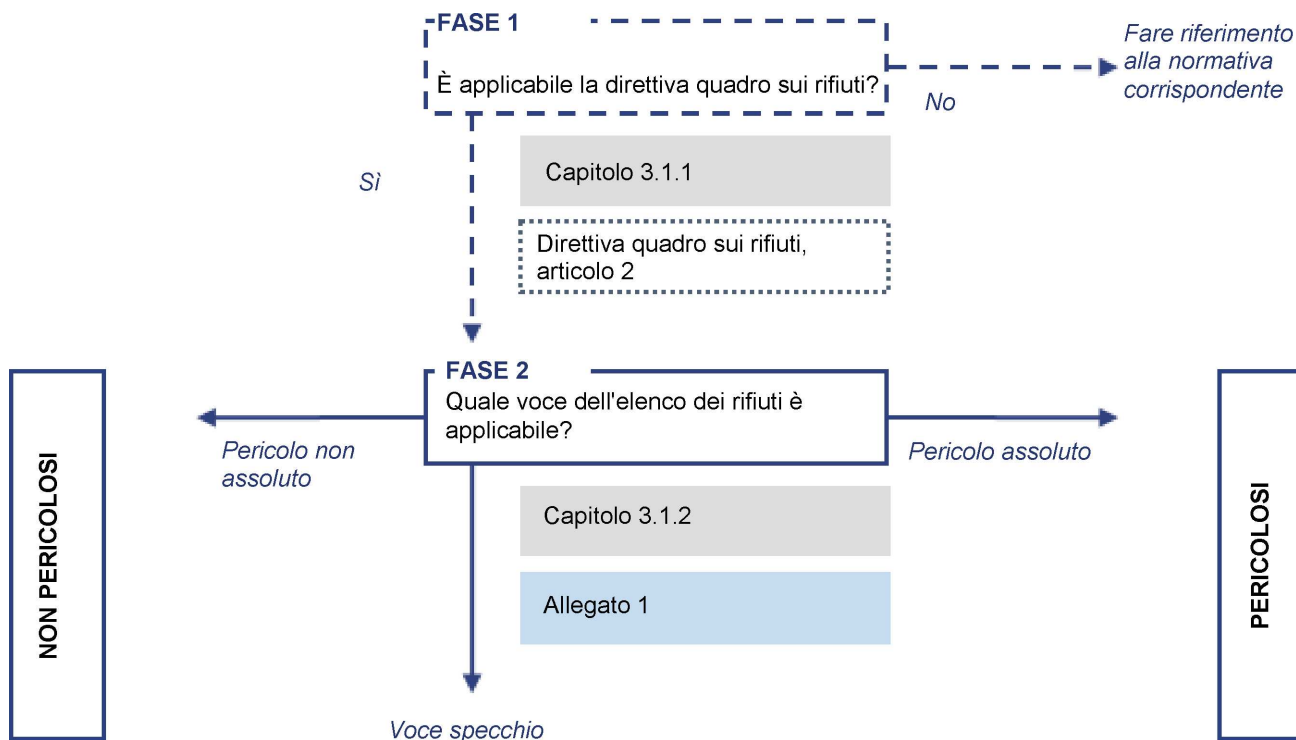 FASE 1
È applicabile la direttiva quadro sui rifiuti?
Fare riferimento
alla normativa
corrispondente
No
Sì
Capitolo 3.1.1
Direttiva quadro sui rifiuti,
articolo 2
FASE 2
Quale voce dell'elenco dei rifiuti è
applicabile?
Pericolo non
assoluto
Pericolo assoluto
NON PERICOLOSI
PERICOLOSI
Capitolo 3.1.2
Allegato 1
Voce specchio